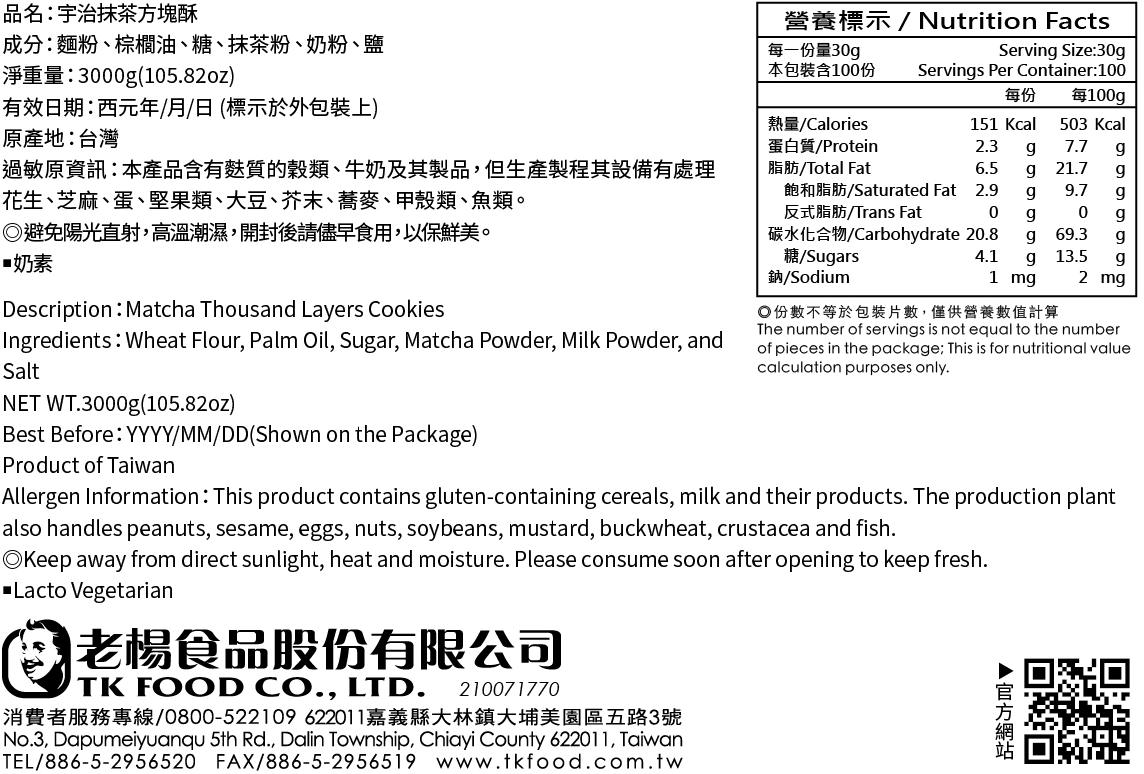 品名：宇治抹茶方塊酥
成分：麵粉、棕櫚油、糖、抹茶粉、奶粉、鹽
淨重量：3000g(105.82oz)
有效日期：西元年/月/日 (標示於外包裝上)
原產地：台灣
過敏原資訊：本產品含有麩質的穀類、牛奶及其製品，但生產製程其設備有處理
花生、芝麻、蛋、堅果類、大豆、芥末、蕎麥、甲殼類、魚類。
◎避免陽光直射，高溫潮濕，開封後請儘早食用，以保鮮美。
▪奶素
Description：Matcha Thousand Layers Cookies
Ingredients：Wheat Flour, Palm Oil, Sugar, Matcha Powder, Milk Powder, and
Salt
NET WT.3000g(105.82oz)
Best Before：YYYY/MM/DD(Shown on the Package)
Product of Taiwan
Allergen Information：This product contains gluten-containing cereals, milk and their products. The production plant
also handles peanuts, sesame, eggs, nuts, soybeans, mustard, buckwheat, crustacea and fish.
◎Keep away from direct sunlight, heat and moisture. Please consume soon after opening to keep fresh.
▪Lacto Vegetarian
營養標示 / Nutrition Facts
每一份量30g Serving Size:30g
本包裝含100份 Servings Per Container:100
每份 每100g
熱量/Calories 151 Kcal 503 Kcal
蛋白質/Protein 2.3 g 7.7 g
脂肪/Total Fat 6.5 g 21.7 g
飽和脂肪/Saturated Fat 2.9 g 9.7 g
反式脂肪/Trans Fat 0 g 0 g
碳水化合物/Carbohydrate 20.8 g 69.3 g
糖/Sugars 4.1 g 13.5 g
鈉/Sodium 1 mg 2 mg
◎份數不等於包裝片數，僅供營養數值計算
The number of servings is not equal to the number
of pieces in the package; This is for nutritional value
calculation purposes only.
老楊食品股份有限公司
TK FOOD CO., LTD. 210071770
消費者服務專線/0800-522109 622011嘉義縣大林鎮大埔美園區五路3號
No.3, Dapumeiyuanqu 5th Rd., Dalin Township, Chiayi County 622011, Taiwan
TEL/886-5-2956520 FAX/886-5-2956519 www.tkfood.com.tw
▶官方網站